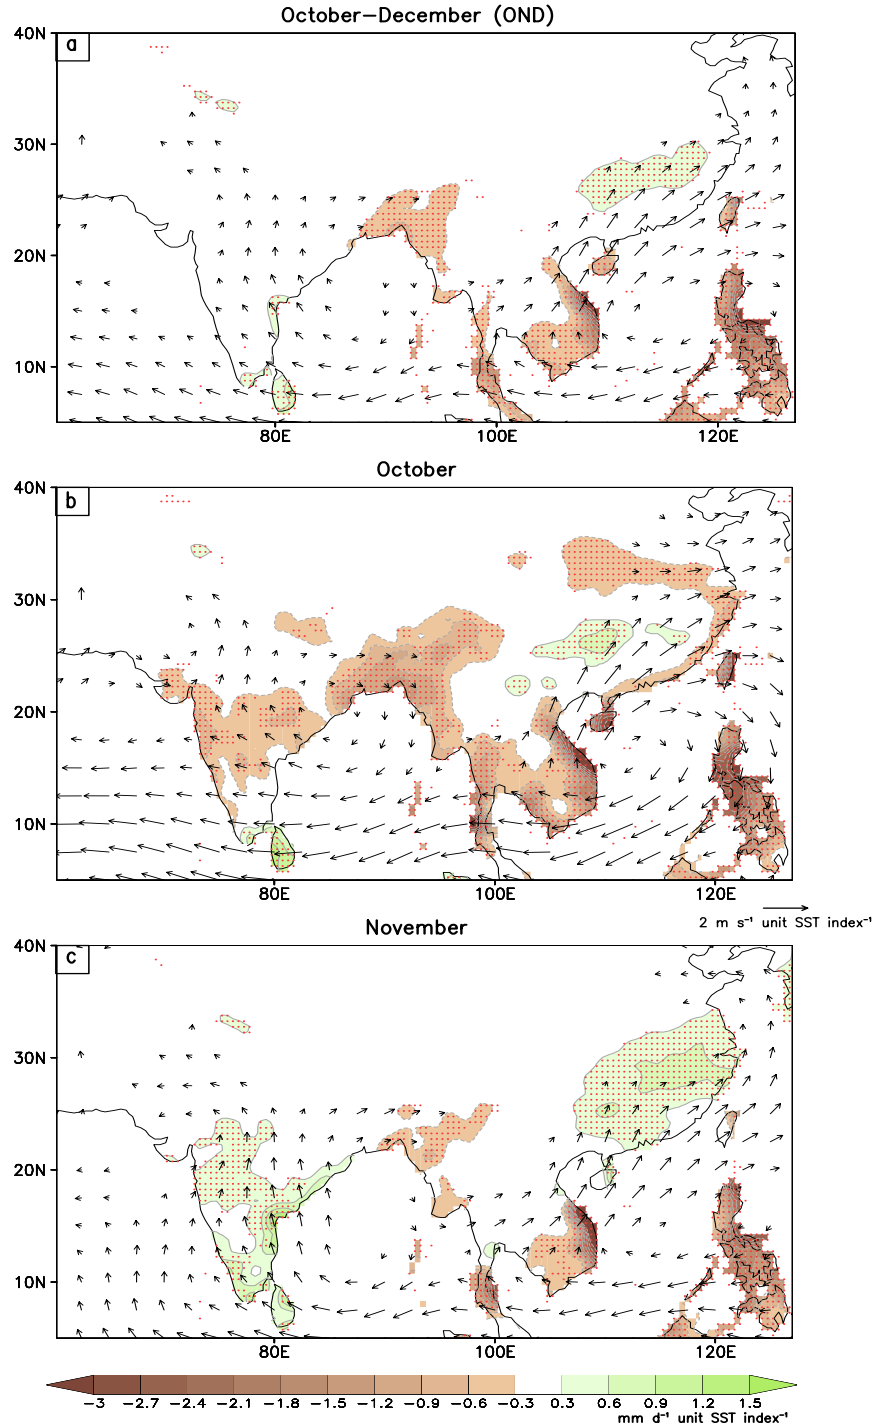 October−December (OND)
a
40N
30N
20N
10N
80E 100E 120E
October
b
40N
30N
20N
10N
80E 100E 120E
2 m s⁻¹ unit SST index⁻¹
November
c
40N
30N
20N
10N
80E 100E 120E
−3 −2.7 −2.4 −2.1 −1.8 −1.5 −1.2 −0.9 −0.6 −0.3 0.3 0.6 0.9 1.2 1.5
mm d⁻¹ unit SST index⁻¹